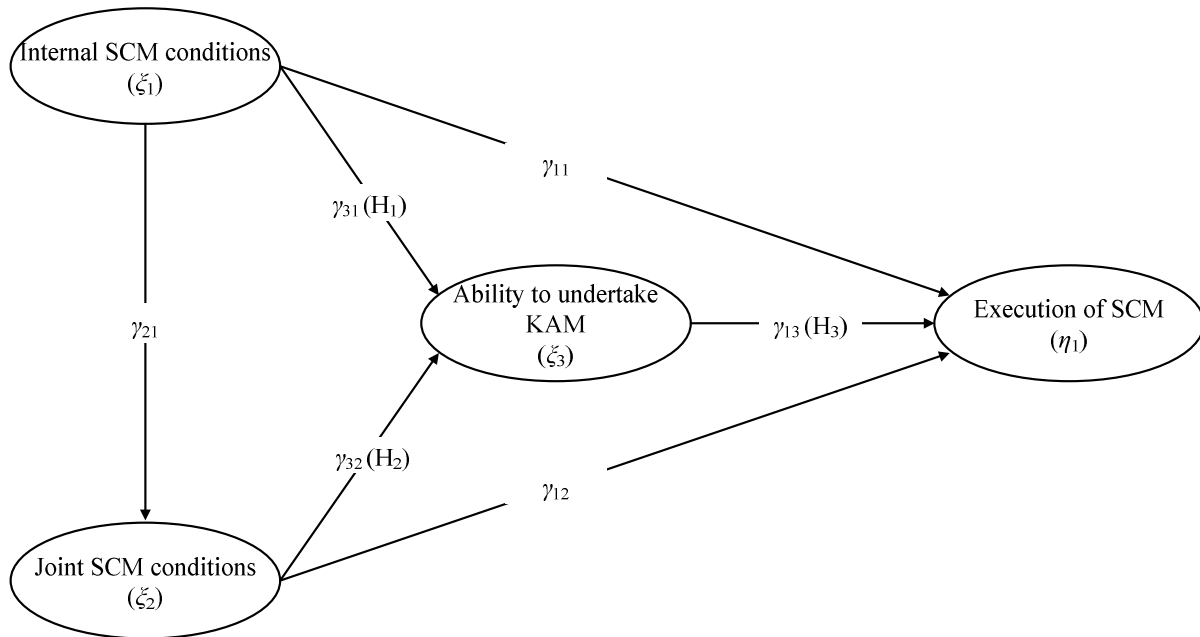 Internal SCM conditions
(ξ₁)
γ₁₁
γ₃₁ (H₁)
Ability to undertake
KAM
(ξ₃)
γ₂₁
γ₁₃ (H₃)
Execution of SCM
(η₁)
γ₃₂ (H₂)
γ₁₂
Joint SCM conditions
(ξ₂)